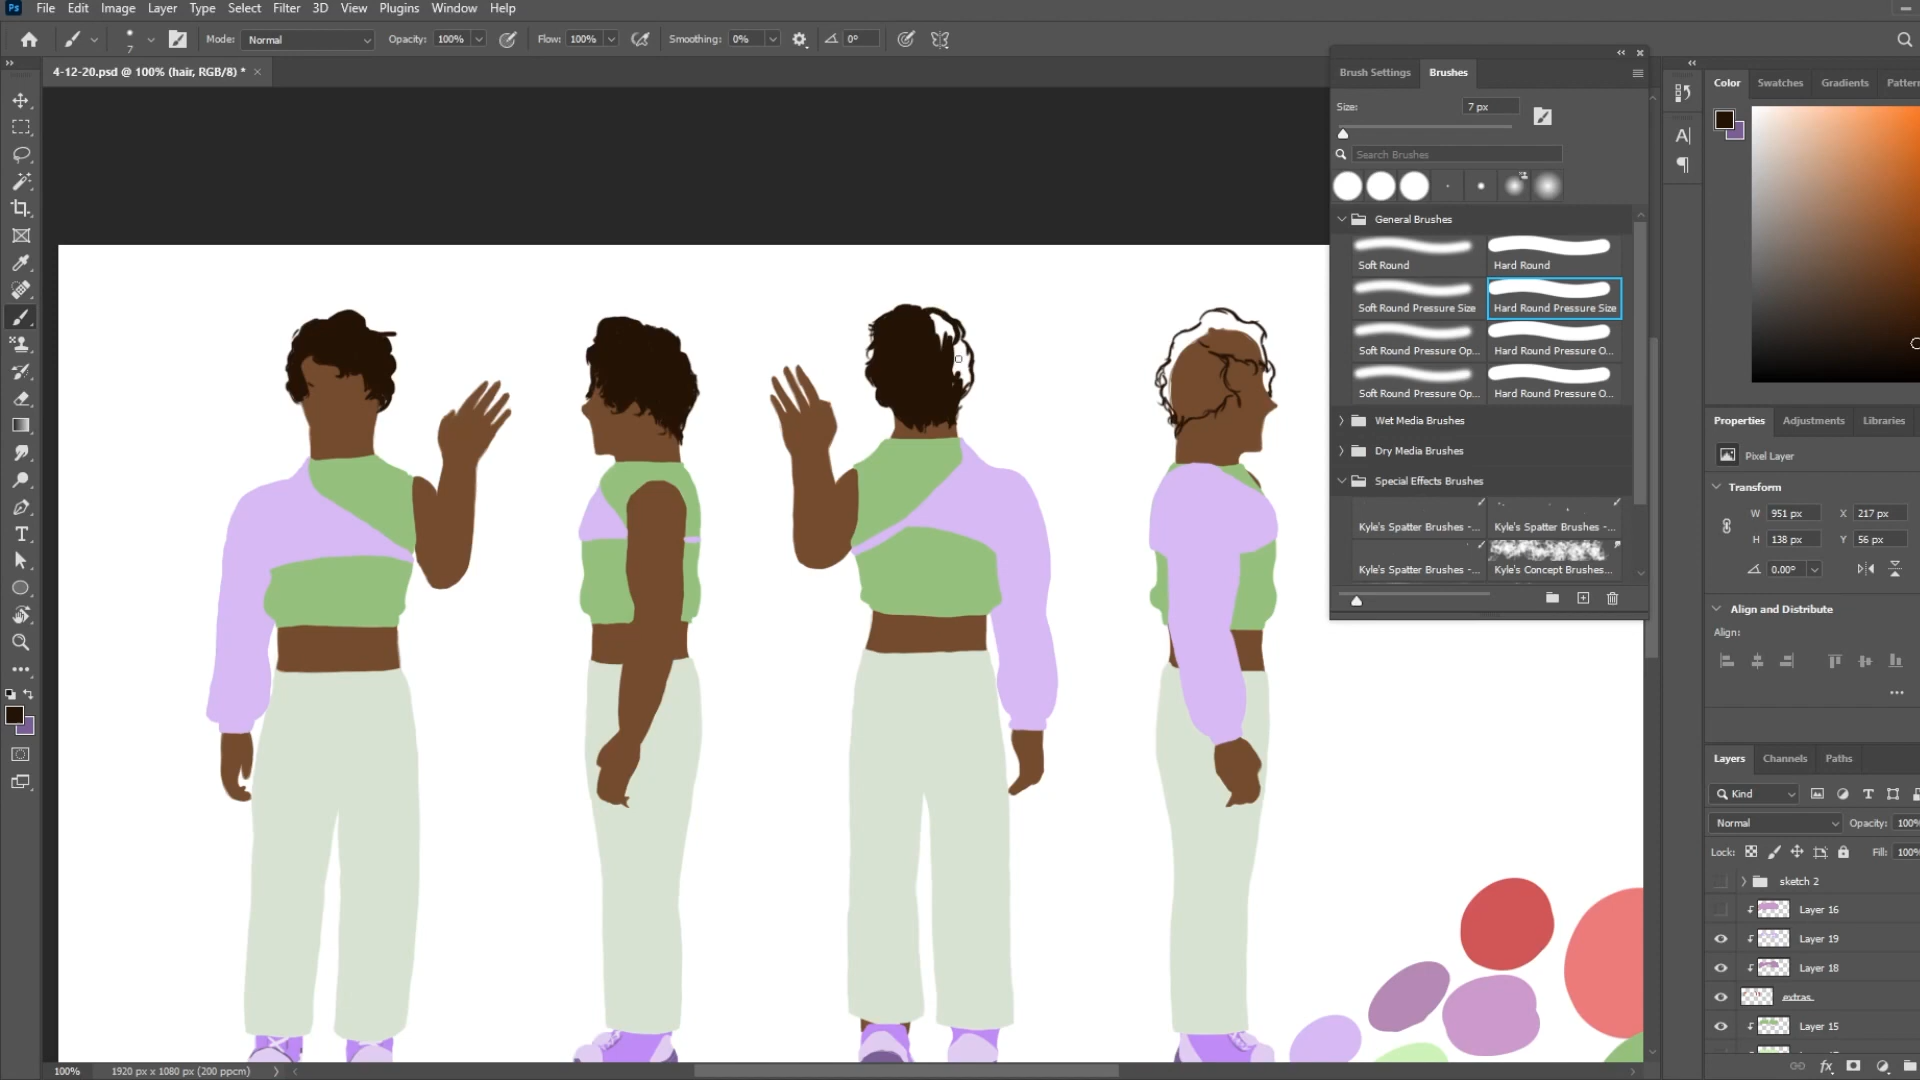 Ps File Edit Image Layer Type Select Filter 3D View Plugins Window Help
7 Mode: Normal Opacity: 100% Flow: 100% Smoothing: 0% 0°
4-12-20.psd @ 100% (hair, RGB/8) * ×
Brush Settings Brushes
Size: 7 px
Search Brushes
General Brushes
Soft Round Hard Round
Soft Round Pressure Size Hard Round Pressure Size
Soft Round Pressure Op... Hard Round Pressure O...
Soft Round Pressure Op... Hard Round Pressure O...
Wet Media Brushes
Dry Media Brushes
Special Effects Brushes
Kyle's Spatter Brushes -... Kyle's Spatter Brushes -...
Kyle's Spatter Brushes -... Kyle's Concept Brushes...
Color Swatches Gradients Pattern
Properties Adjustments Libraries
Pixel Layer
Transform
W 951 px X 217 px
H 138 px Y 56 px
0.00°
Align and Distribute
Align:
Layers Channels Paths
Kind
Normal Opacity: 100%
Lock: Fill: 100%
sketch 2
Layer 16
Layer 19
Layer 18
extras
Layer 15
100% 1920 px x 1080 px (200 ppcm)